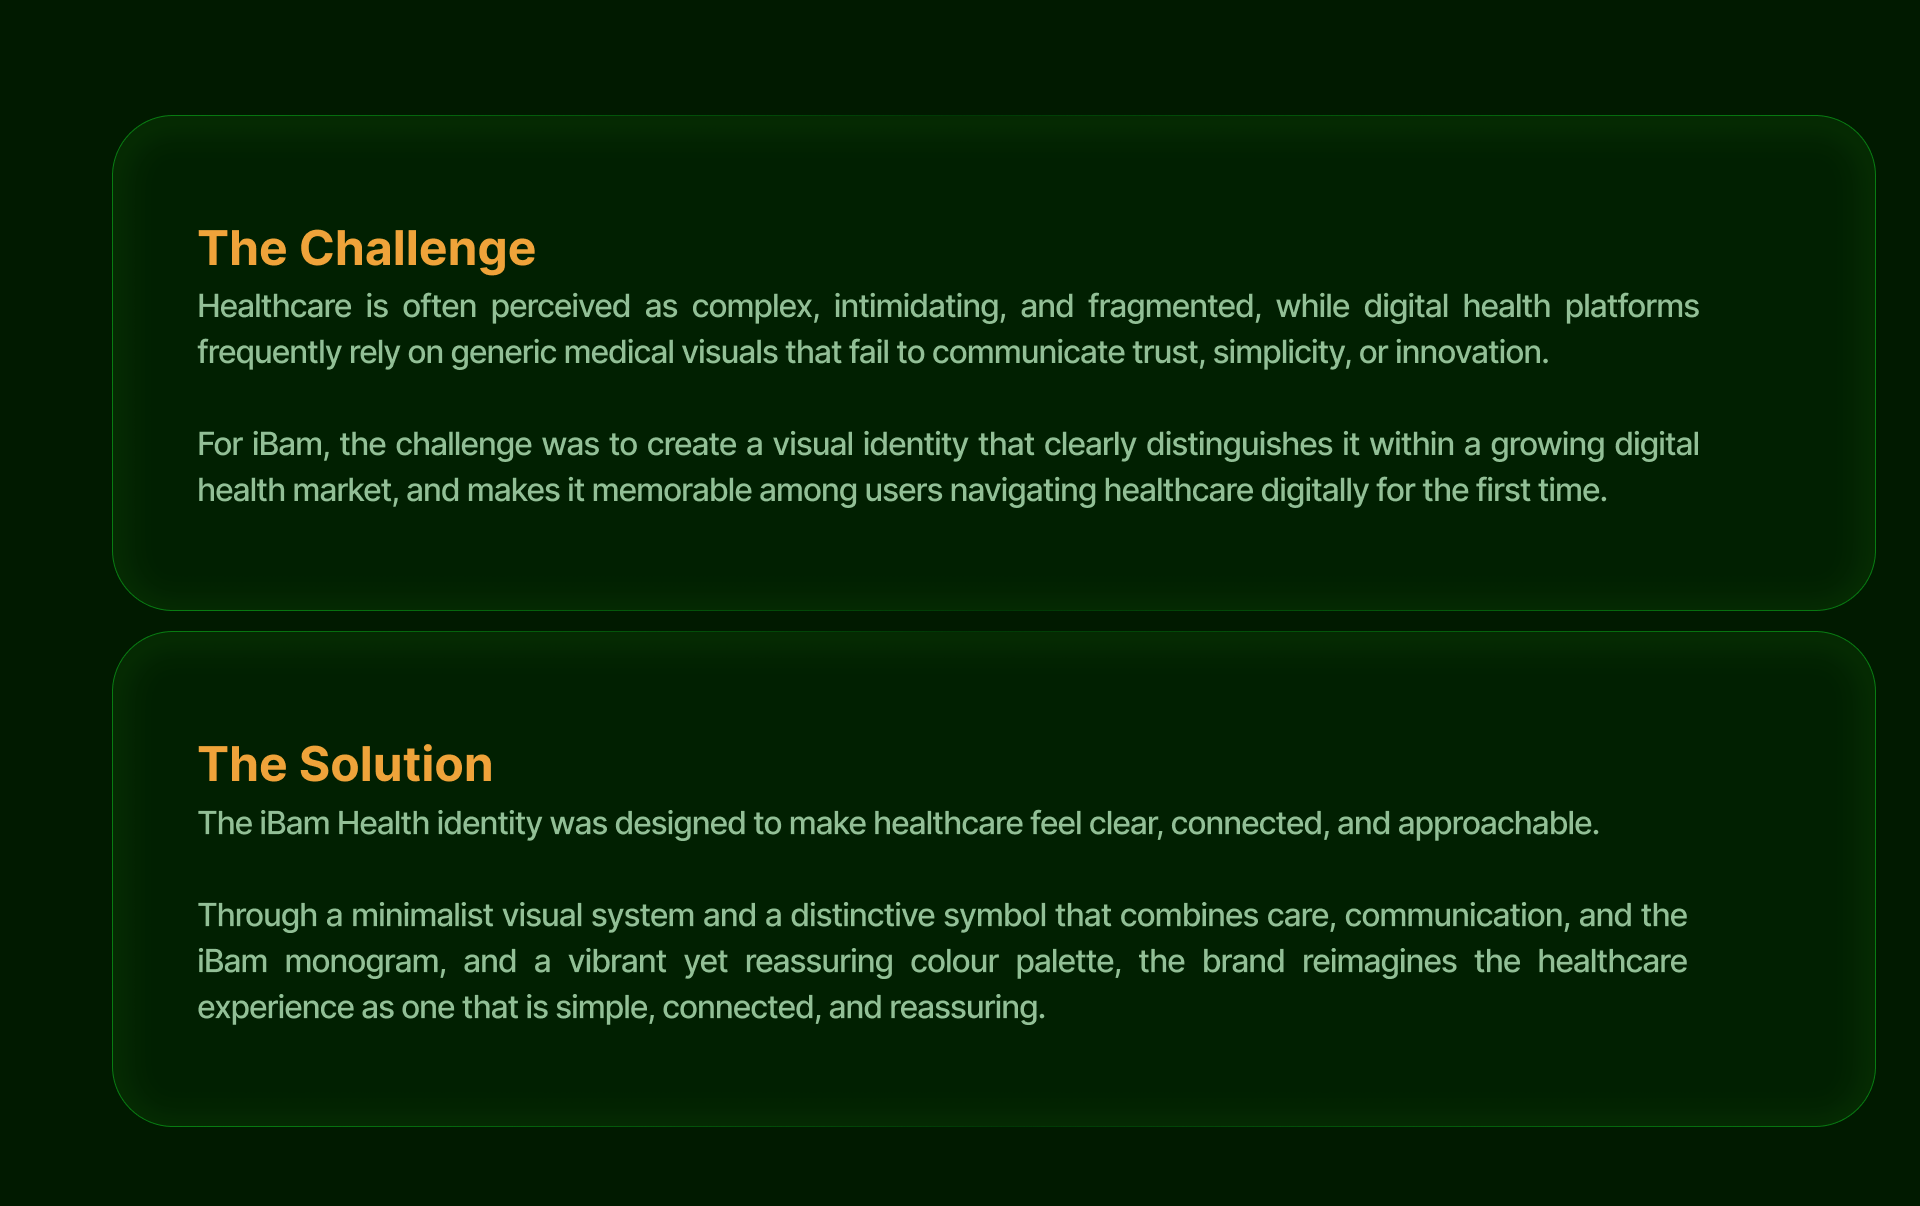 The Challenge
Healthcare is often perceived as complex, intimidating, and fragmented, while digital health platforms
frequently rely on generic medical visuals that fail to communicate trust, simplicity, or innovation.
For iBam, the challenge was to create a visual identity that clearly distinguishes it within a growing digital
health market, and makes it memorable among users navigating healthcare digitally for the first time.
The Solution
The iBam Health identity was designed to make healthcare feel clear, connected, and approachable.
Through a minimalist visual system and a distinctive symbol that combines care, communication, and the
iBam monogram, and a vibrant yet reassuring colour palette, the brand reimagines the healthcare
experience as one that is simple, connected, and reassuring.